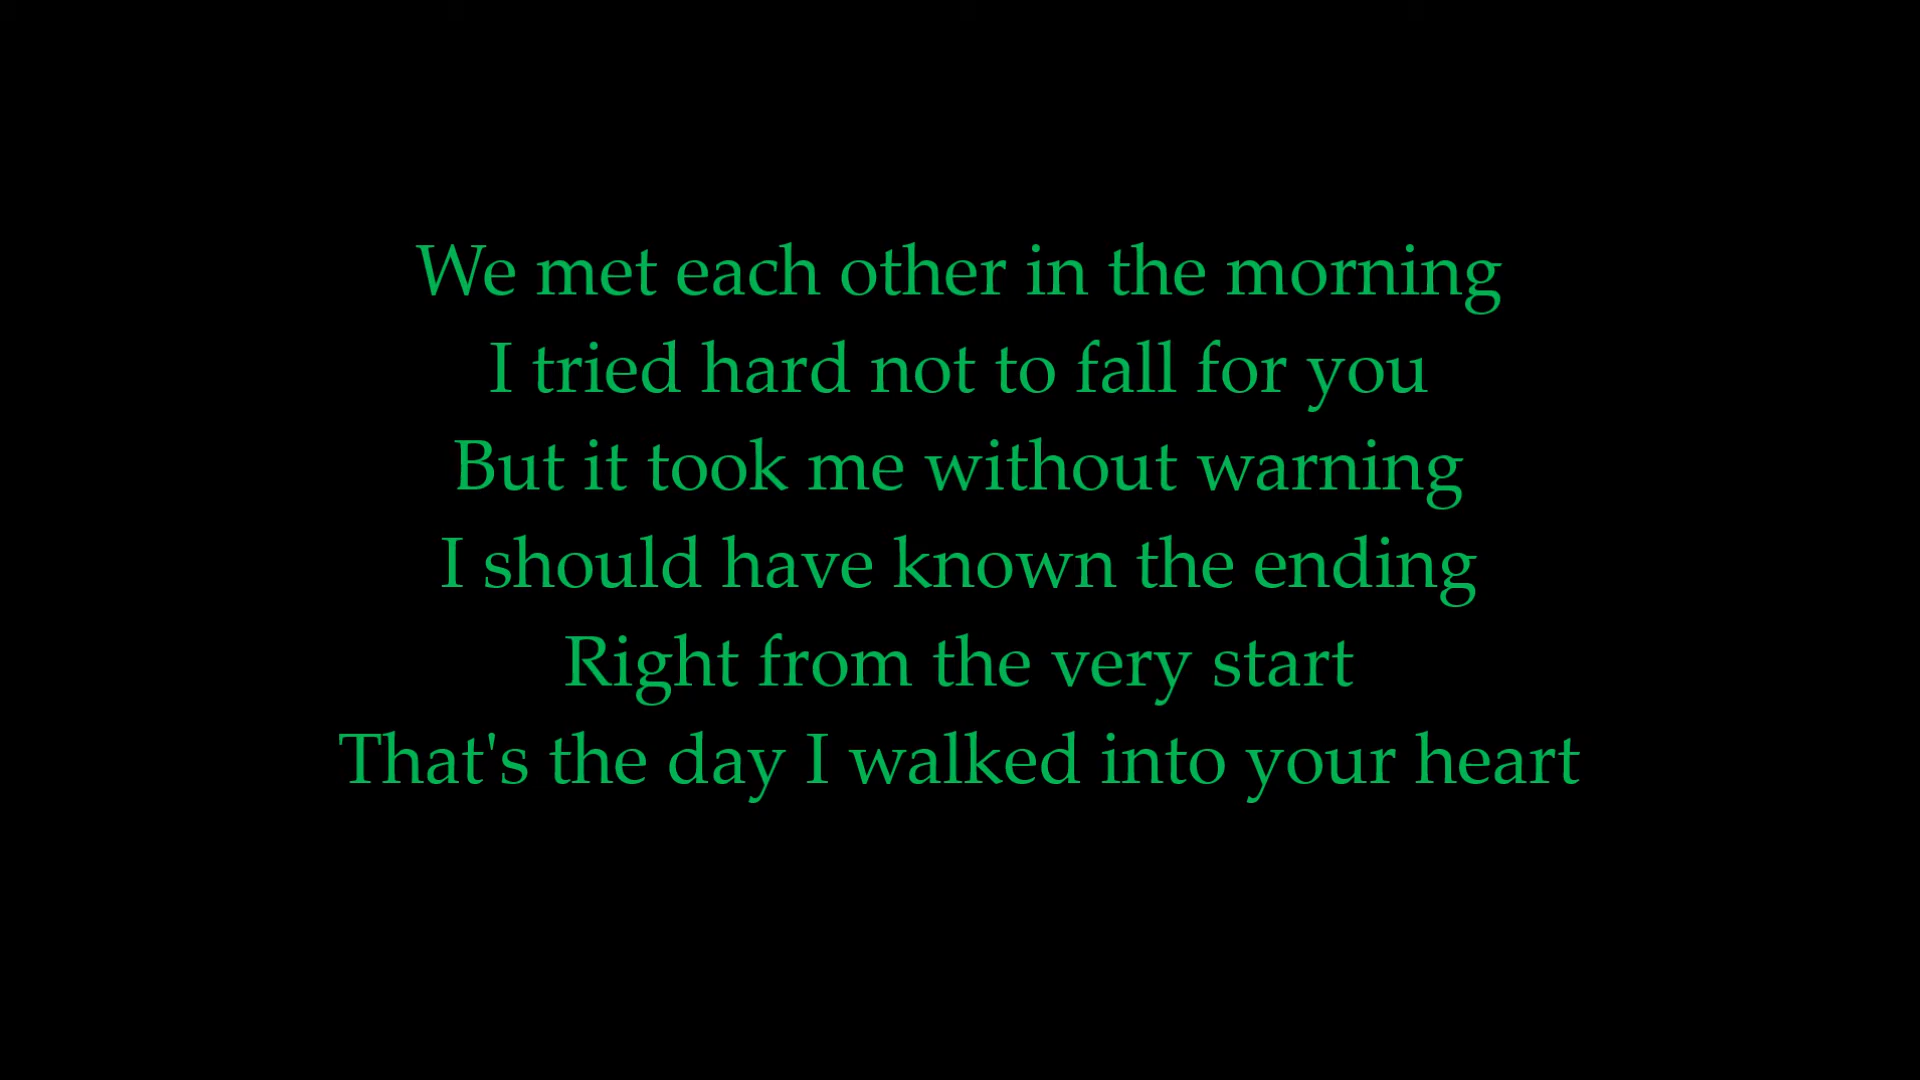 We met each other in the morning
I tried hard not to fall for you
But it took me without warning
I should have known the ending
Right from the very start
That's the day I walked into your heart